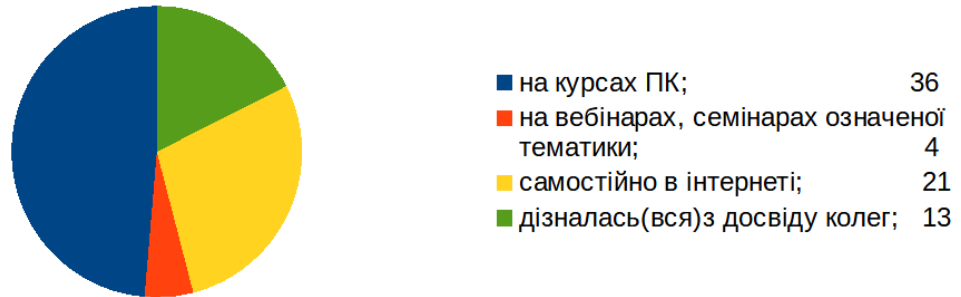 на курсах ПК; 36
на вебінарах, семінарах означеної
тематики; 4
самостійно в інтернеті; 21
дізналась(вся)з досвіду колег; 13